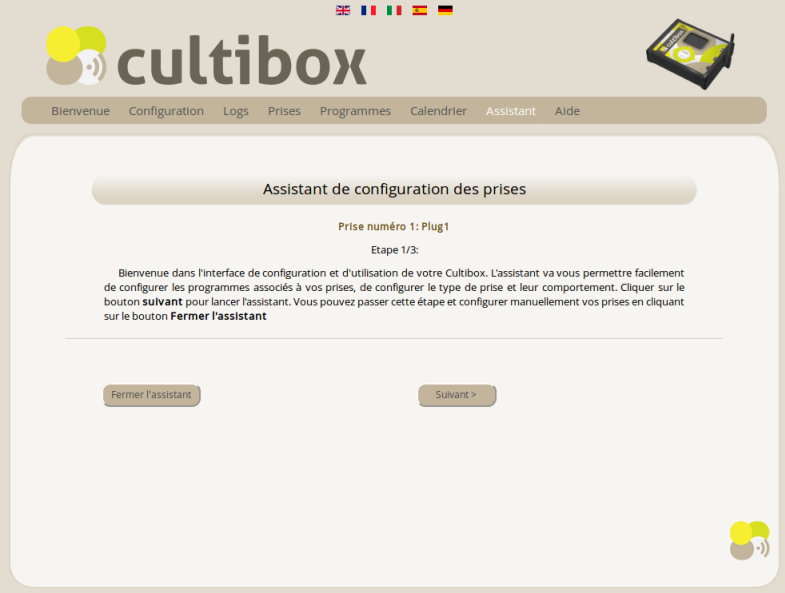 cultibox
Bienvenue Configuration Logs Prises Programmes Calendrier Assistant Aide
Assistant de configuration des prises
Prise numéro 1: Plug1
Etape 1/3:
Bienvenue dans l'interface de configuration et d'utilisation de votre Cultibox. L'assistant va vous permettre facilement
de configurer les programmes associés à vos prises, de configurer le type de prise et leur comportement. Cliquer sur le
bouton suivant pour lancer l'assistant. Vous pouvez passer cette étape et configurer manuellement vos prises en cliquant
sur le bouton Fermer l'assistant
Fermer l'assistant
Suivant >